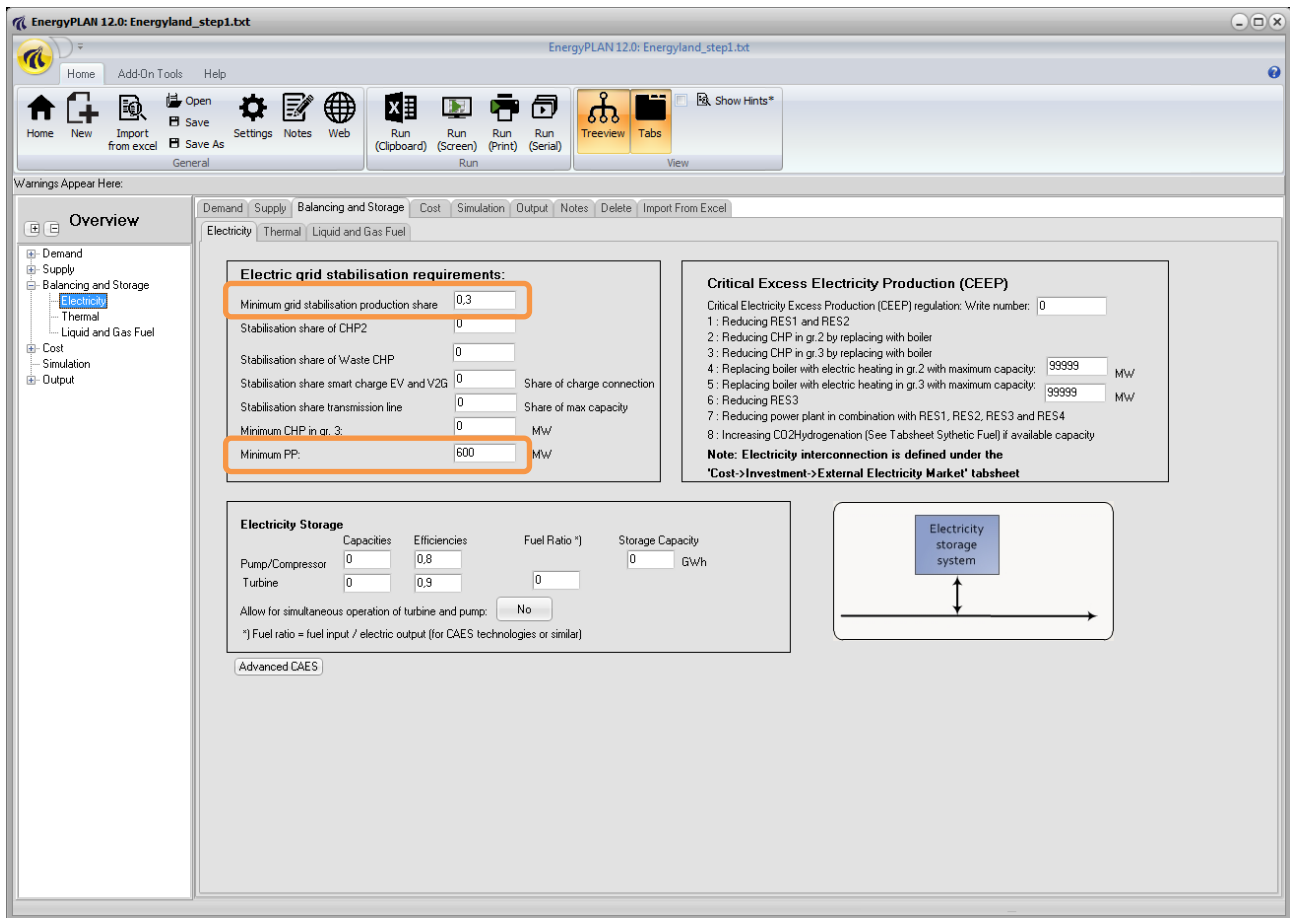 EnergyPLAN 12.0: Energyland_step1.txt
EnergyPLAN 12.0: Energyland_step1.txt
Home Add-On Tools Help
Home New Import from excel Open Save Save As Settings Notes Web Run (Clipboard) Run (Screen) Run (Print) Run (Serial) Treeview Tabs Show Hints*
General Run View
Warnings Appear Here:
Overview
Demand
Supply
Balancing and Storage
Electricity
Thermal
Liquid and Gas Fuel
Cost
Simulation
Output
Demand Supply Balancing and Storage Cost Simulation Output Notes Delete Import From Excel
Electricity Thermal Liquid and Gas Fuel
Electric grid stabilisation requirements:
Minimum grid stabilisation production share 0,3
Stabilisation share of CHP2 0
Stabilisation share of Waste CHP 0
Stabilisation share smart charge EV and V2G 0 Share of charge connection
Stabilisation share transmission line 0 Share of max capacity
Minimum CHP in gr. 3: 0 MW
Minimum PP: 600 MW
Critical Excess Electricity Production (CEEP)
Critical Electricity Excess Production (CEEP) regulation: Write number: 0
1 : Reducing RES1 and RES2
2 : Reducing CHP in gr.2 by replacing with boiler
3 : Reducing CHP in gr.3 by replacing with boiler
4 : Replacing boiler with electric heating in gr.2 with maximum capacity: 99999 MW
5 : Replacing boiler with electric heating in gr.3 with maximum capacity: 99999 MW
6 : Reducing RES3
7 : Reducing power plant in combination with RES1, RES2, RES3 and RES4
8 : Increasing CO2Hydrogenation (See Tabsheet Sythetic Fuel) if available capacity
Note: Electricity interconnection is defined under the
'Cost->Investment->External Electricity Market' tabsheet
Electricity Storage
Capacities Efficiencies Fuel Ratio *) Storage Capacity
Pump/Compressor 0 0,8 0 GWh
Turbine 0 0,9 0
Allow for simultaneous operation of turbine and pump: No
*) Fuel ratio = fuel input / electric output (for CAES technologies or similar)
Advanced CAES
Electricity
storage
system